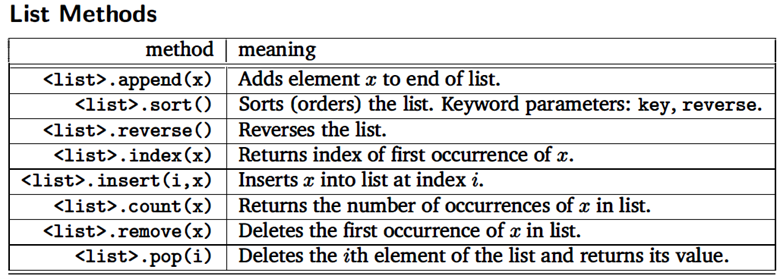 List Methods
method meaning
<list>.append(x) Adds element x to end of list.
<list>.sort() Sorts (orders) the list. Keyword parameters: key, reverse.
<list>.reverse() Reverses the list.
<list>.index(x) Returns index of first occurrence of x.
<list>.insert(i,x) Inserts x into list at index i.
<list>.count(x) Returns the number of occurrences of x in list.
<list>.remove(x) Deletes the first occurrence of x in list.
<list>.pop(i) Deletes the ith element of the list and returns its value.